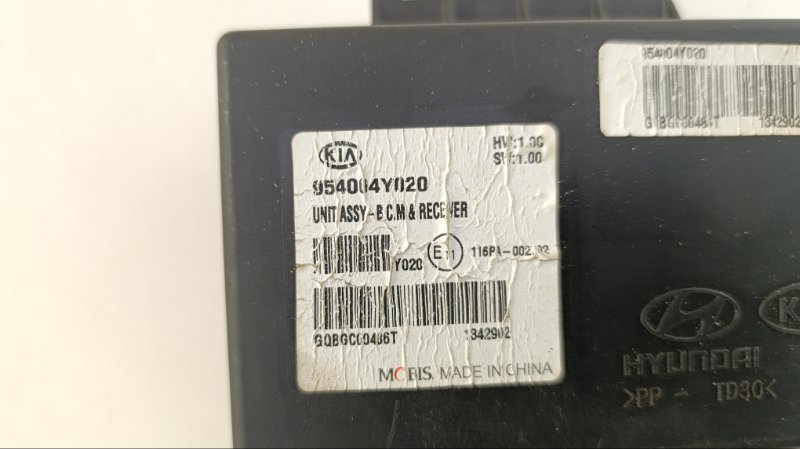 954004Y020
1342902
KIA
HW:1.00
SW:1.00
954004Y020
UNIT ASSY-B.C.M & RECEIVER
Y020
E11
GQBGC00486T
1342902
MOBIS, MADE IN CHINA
HYUNDAI
>PP - TD30<